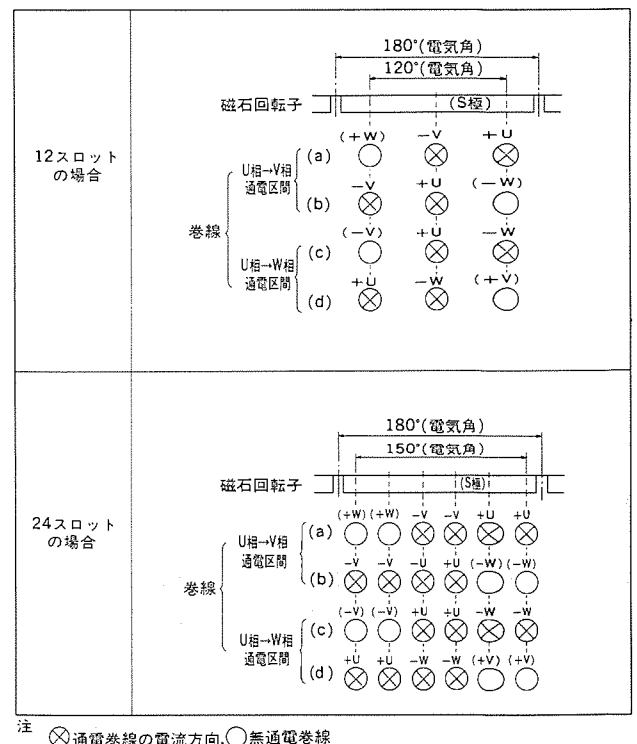 180°(電気角)
120°(電気角)
磁石回転子
(S極)
12スロット
の場合
(+W) -V +U
(a)
U相→V相
通電区間
-V +U (-W)
(b)
巻線
(-V) +U -W
(c)
U相→W相
通電区間
+U -W (+V)
(d)
180°(電気角)
150°(電気角)
磁石回転子
(S極)
24スロット
の場合
(+W) (+W) -V -V +U +U
(a)
U相→V相
通電区間
-V -V -U +U (-W) (-W)
(b)
巻線
(-V) (-V) +U +U -W -W
(c)
U相→W相
通電区間
+U +U -W -W (+V) (+V)
(d)
注
⊗通電巻線の電流方向,○無通電巻線